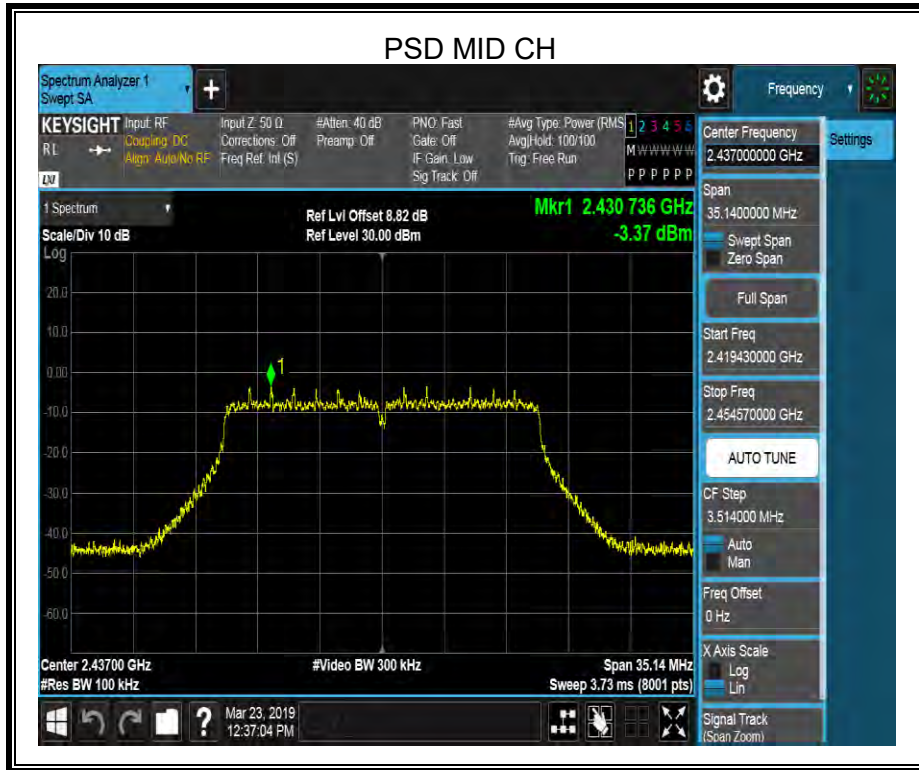 PSD MID CH
Spectrum Analyzer 1
Swept SA
+
Frequency
KEYSIGHT
RL
LXI
Input: RF
Coupling: DC
Align: Auto/No RF
Input Z: 50 Ω
Corrections: Off
Freq Ref: Int (S)
#Atten: 40 dB
Preamp: Off
PNO: Fast
Gate: Off
IF Gain: Low
Sig Track: Off
#Avg Type: Power (RMS
Avg|Hold: 100/100
Trig: Free Run
1 2 3 4 5 6
M W W W W W
P P P P P P
1 Spectrum
Scale/Div 10 dB
Ref Lvl Offset 8.82 dB
Ref Level 30.00 dBm
Mkr1 2.430 736 GHz
-3.37 dBm
Log
20.0
10.0
0.00
-10.0
-20.0
-30.0
-40.0
-50.0
-60.0
1
Center 2.43700 GHz
#Res BW 100 kHz
#Video BW 300 kHz
Span 35.14 MHz
Sweep 3.73 ms (8001 pts)
?
Mar 23, 2019
12:37:04 PM
Center Frequency
2.437000000 GHz
Settings
Span
35.1400000 MHz
Swept Span
Zero Span
Full Span
Start Freq
2.419430000 GHz
Stop Freq
2.454570000 GHz
AUTO TUNE
CF Step
3.514000 MHz
Auto
Man
Freq Offset
0 Hz
X Axis Scale
Log
Lin
Signal Track
(Span Zoom)